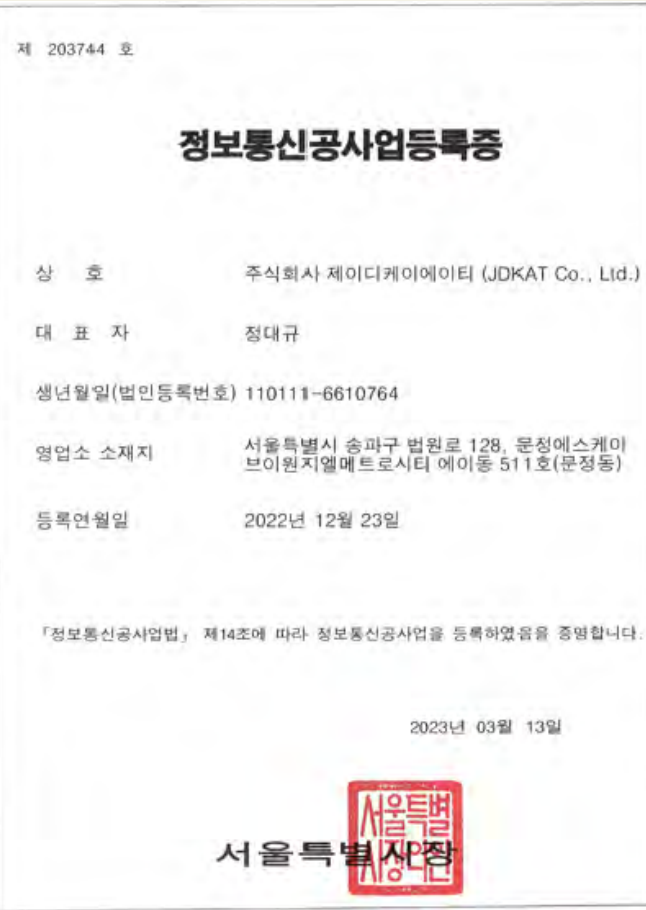 제 203744 호
정보통신공사업등록증
상 호 주식회사 제이디케이에이티 (JDKAT Co., Ltd.)
대 표 자 정대규
생년월일(법인등록번호) 110111-6610764
영업소 소재지 서울특별시 송파구 법원로 128, 문정에스케이
브이원지엘메트로시티 에이동 511호(문정동)
등록연월일 2022년 12월 23일
「정보통신공사업법」 제14조에 따라 정보통신공사업을 등록하였음을 증명합니다.
2023년 03월 13일
서울특별시장
서울특별
시장의인